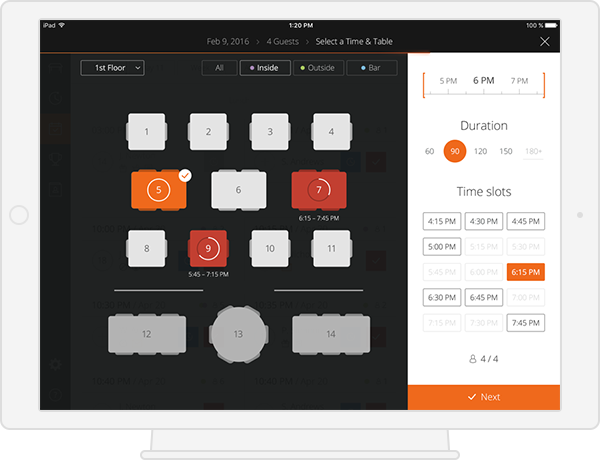 iPad 1:20 PM 100 %
Feb 9, 2016 > 4 Guests > Select a Time & Table
1st Floor All Inside Outside Bar
5 PM 6 PM 7 PM
Duration
60 90 120 150 180+
Time slots
4:15 PM 4:30 PM 4:45 PM
5:00 PM 5:15 PM 5:30 PM
5:45 PM 6:00 PM 6:15 PM
6:30 PM 6:45 PM 7:00 PM
7:15 PM 7:30 PM 7:45 PM
4 / 4
Next
1 2 3 4
5 6 7
6:15 – 7:45 PM
8 9 10 11
5:45 – 7:15 PM
12 13 14